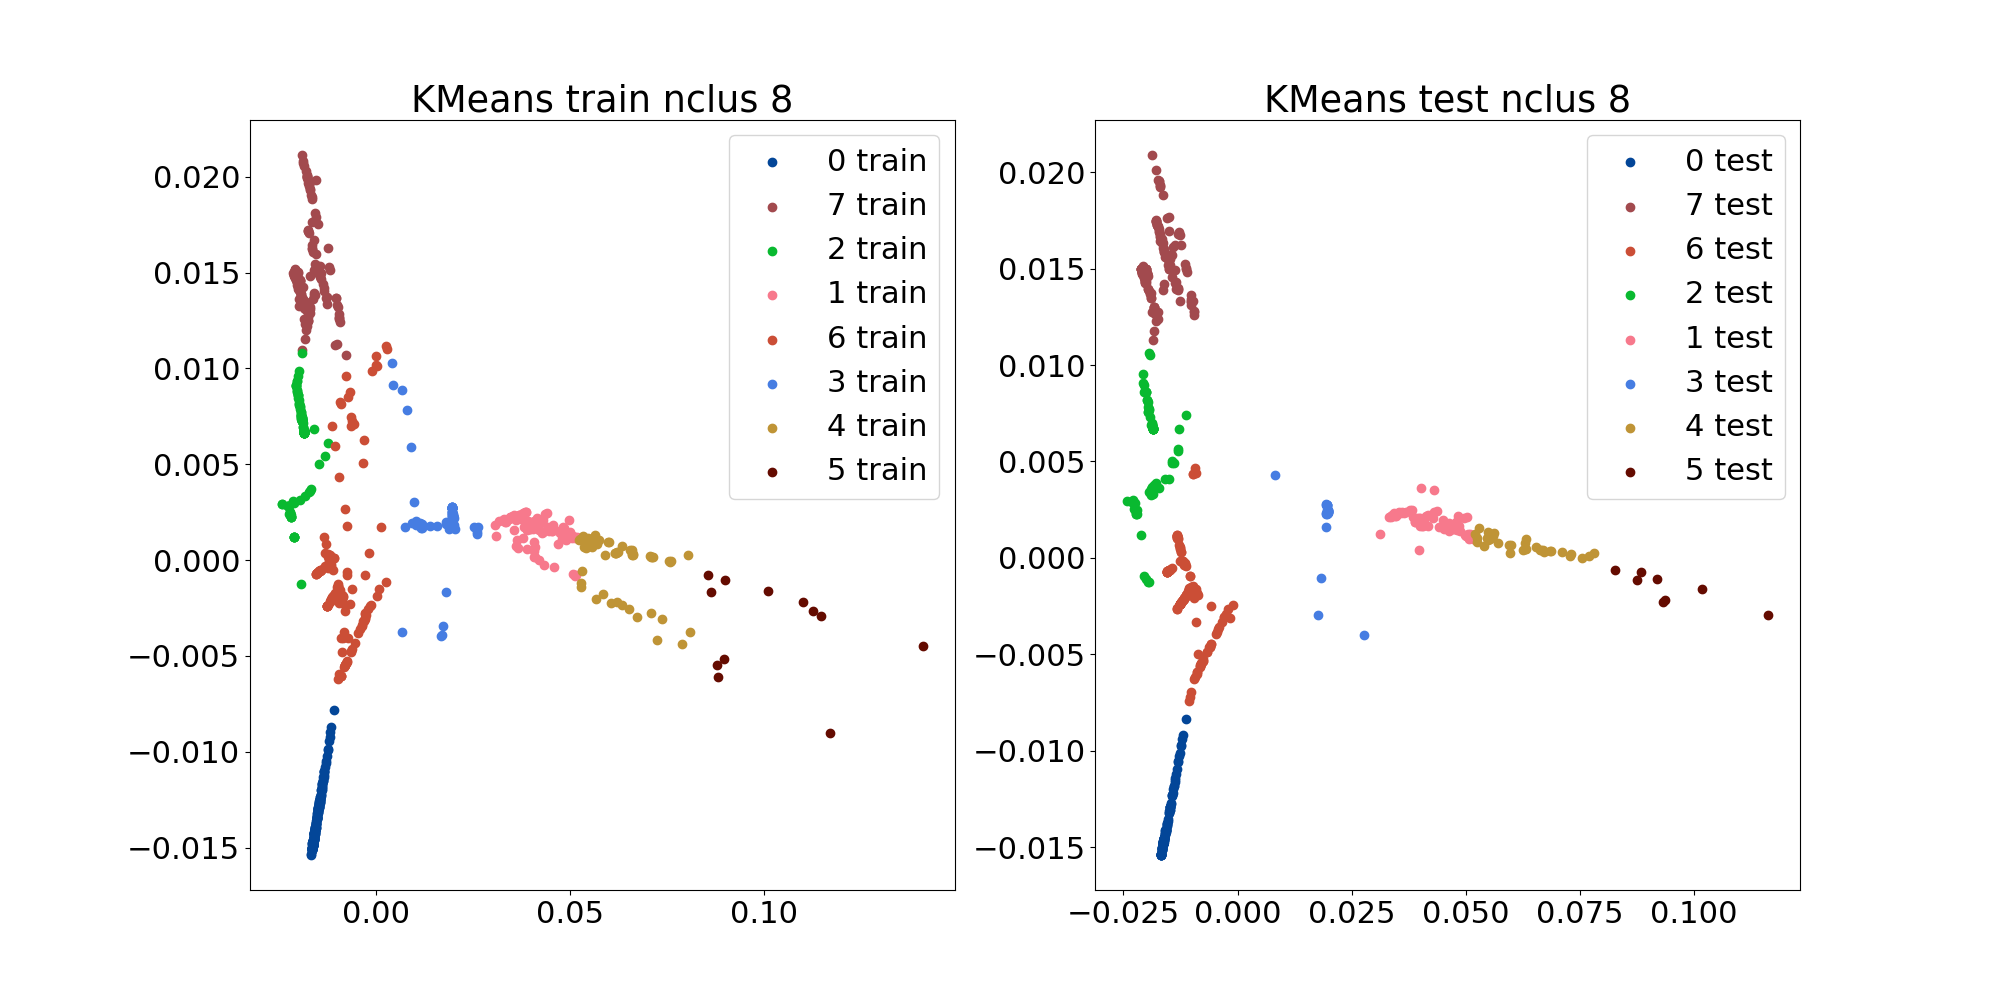 KMeans train nclus 8
0.020
0.015
0.010
0.005
0.000
−0.005
−0.010
−0.015
0.00
0.05
0.10
0 train
7 train
2 train
1 train
6 train
3 train
4 train
5 train
KMeans test nclus 8
0.020
0.015
0.010
0.005
0.000
−0.005
−0.010
−0.015
−0.025
0.000
0.025
0.050
0.075
0.100
0 test
7 test
6 test
2 test
1 test
3 test
4 test
5 test